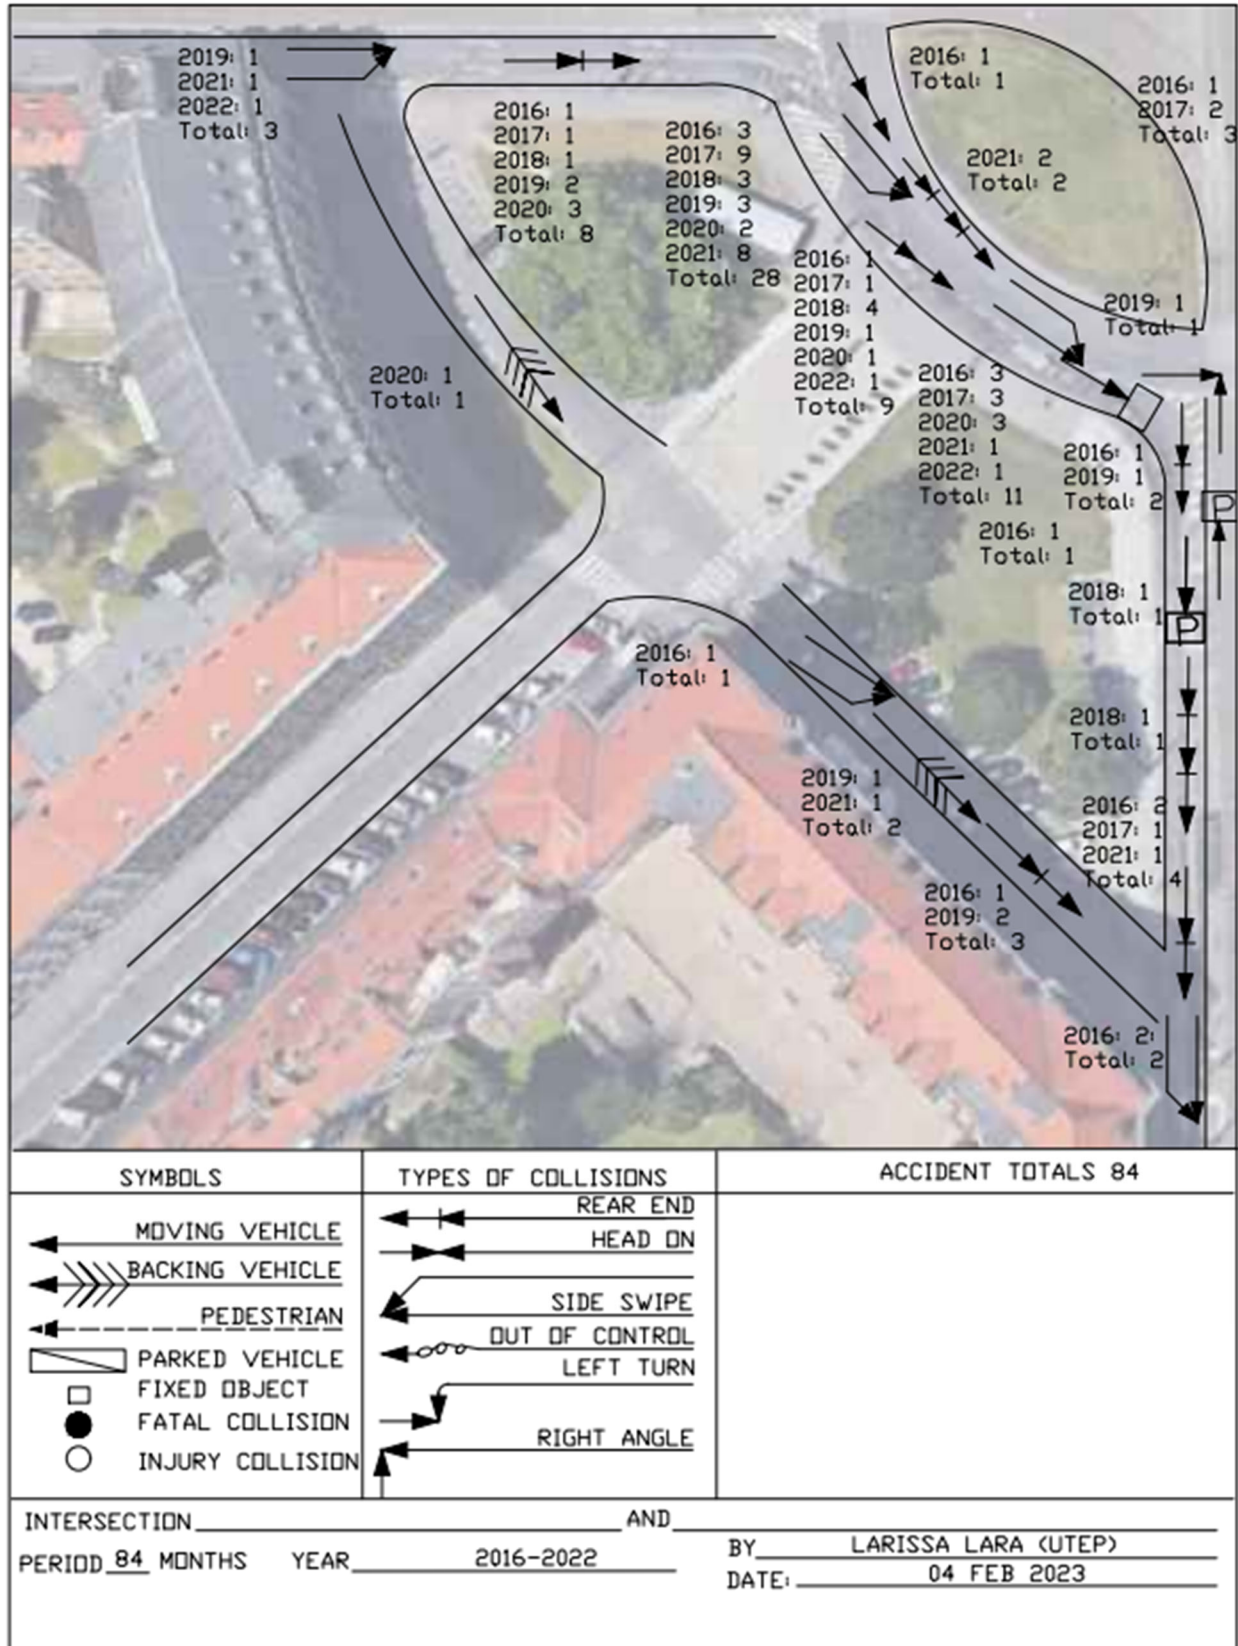 2019: 1
2021: 1
2022: 1
Total: 3
2016: 1
2017: 1
2018: 1
2019: 2
2020: 3
Total: 8
2016: 3
2017: 9
2018: 3
2019: 3
2020: 2
2021: 8
Total: 28
2016: 1
Total: 1
2016: 1
2017: 2
Total: 3
2021: 2
Total: 2
2016: 1
2017: 1
2018: 4
2019: 1
2020: 1
2022: 1
Total: 9
2019: 1
Total: 1
2020: 1
Total: 1
2016: 3
2017: 3
2020: 3
2021: 1
2022: 1
Total: 11
2016: 1
2019: 1
Total: 2
P
2016: 1
Total: 1
2018: 1
Total: 1
P
2016: 1
Total: 1
2018: 1
Total: 1
2019: 1
2021: 1
Total: 2
2016: 2
2017: 1
2021: 1
Total: 4
2016: 1
2019: 2
Total: 3
2016: 2:
Total: 2
SYMBOLS
MOVING VEHICLE
BACKING VEHICLE
PEDESTRIAN
PARKED VEHICLE
FIXED OBJECT
FATAL COLLISION
INJURY COLLISION
TYPES OF COLLISIONS
REAR END
HEAD ON
SIDE SWIPE
OUT OF CONTROL
LEFT TURN
RIGHT ANGLE
ACCIDENT TOTALS 84
INTERSECTION AND
PERIOD 84 MONTHS YEAR 2016-2022
BY LARISSA LARA (UTEP)
DATE: 04 FEB 2023